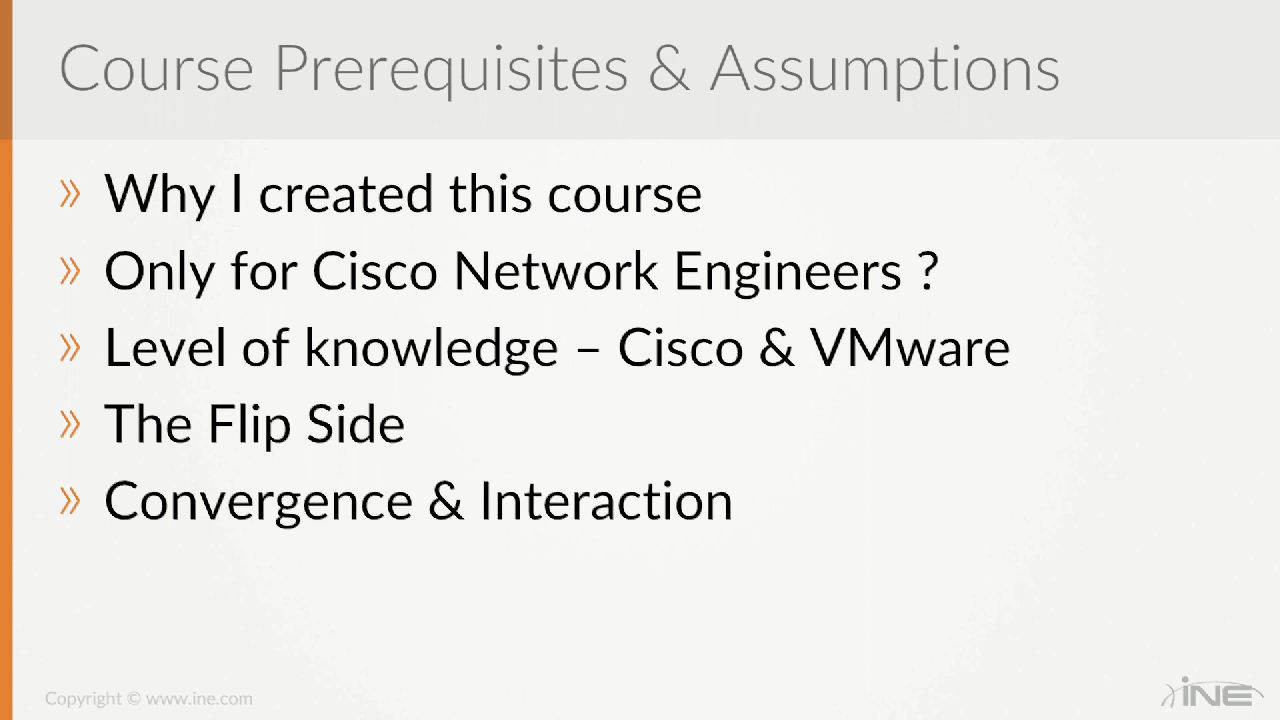 Course Prerequisites & Assumptions
» Why I created this course
» Only for Cisco Network Engineers ?
» Level of knowledge – Cisco & VMware
» The Flip Side
» Convergence & Interaction
Copyright © www.ine.com
iNE